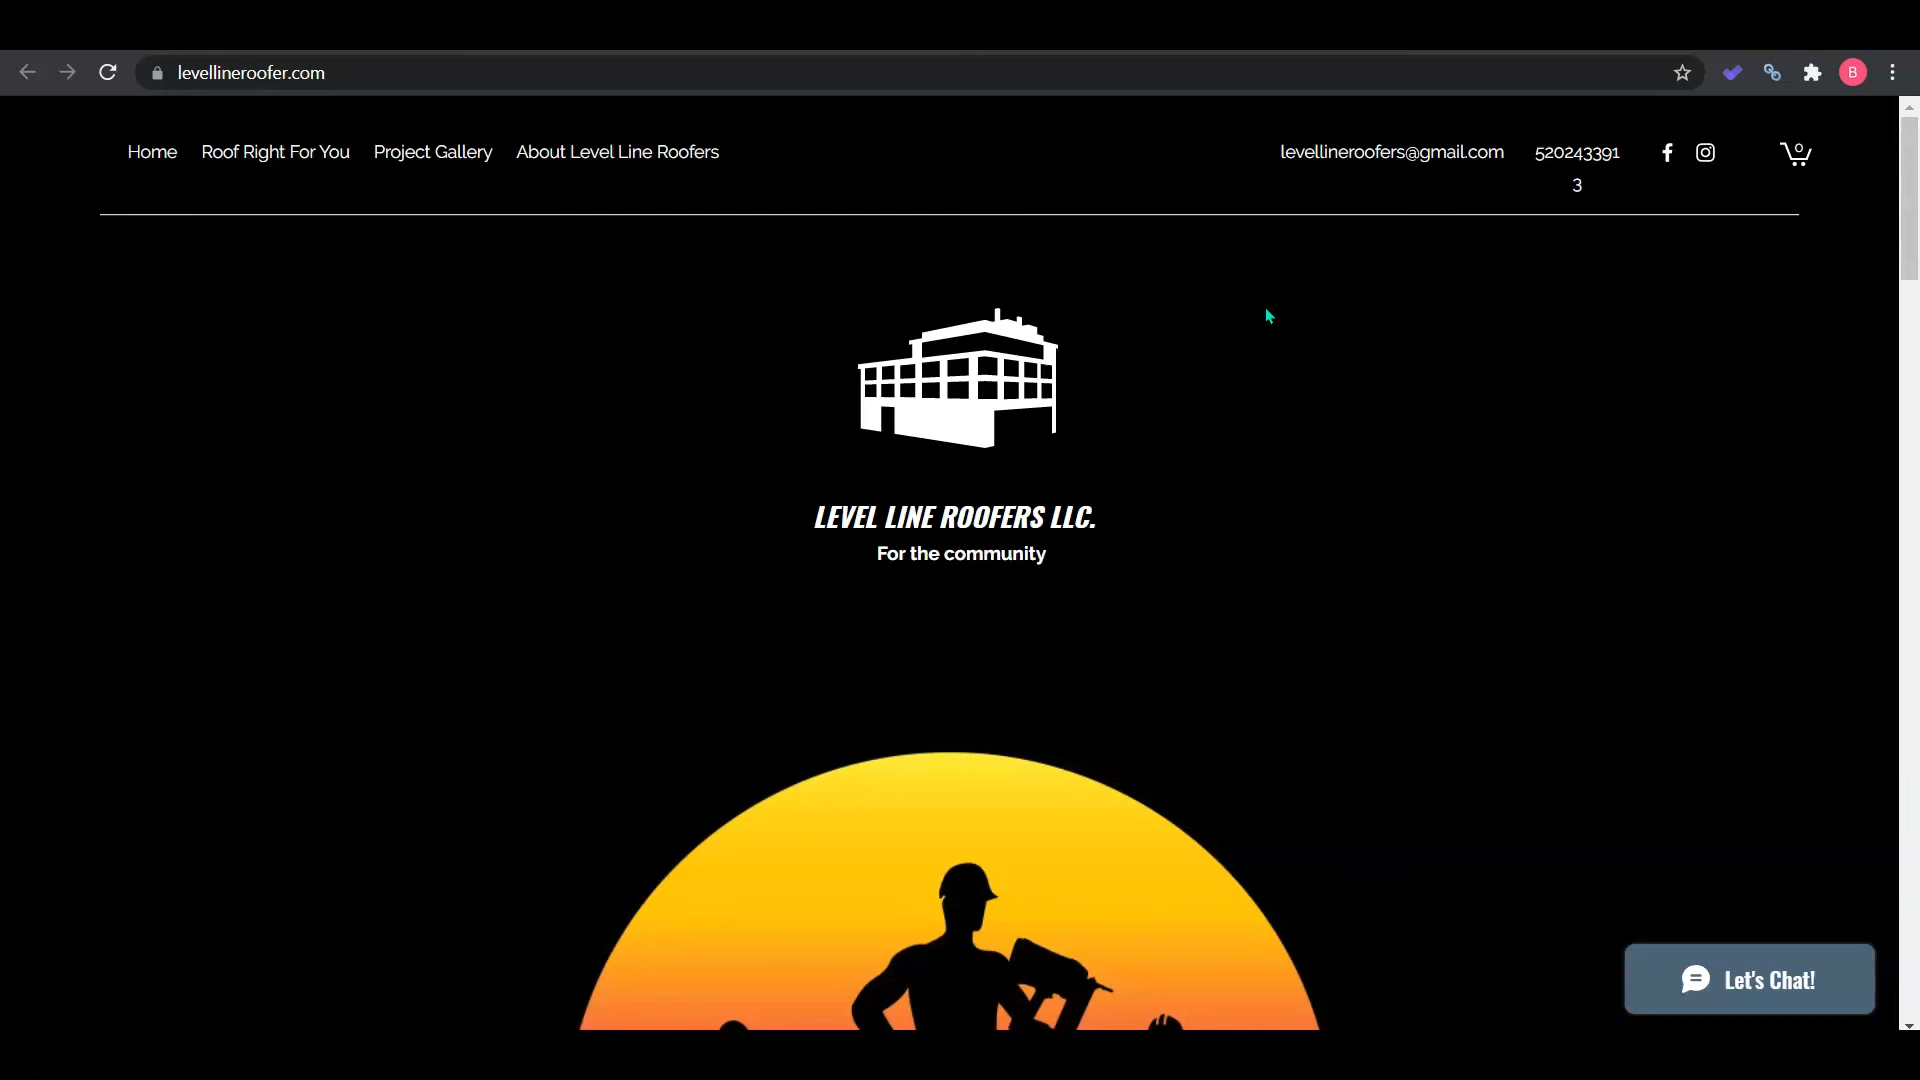 levellineroofer.com
B
Home Roof Right For You Project Gallery About Level Line Roofers levellineroofers@gmail.com 520243391
3
0
LEVEL LINE ROOFERS LLC.
For the community
Let's Chat!